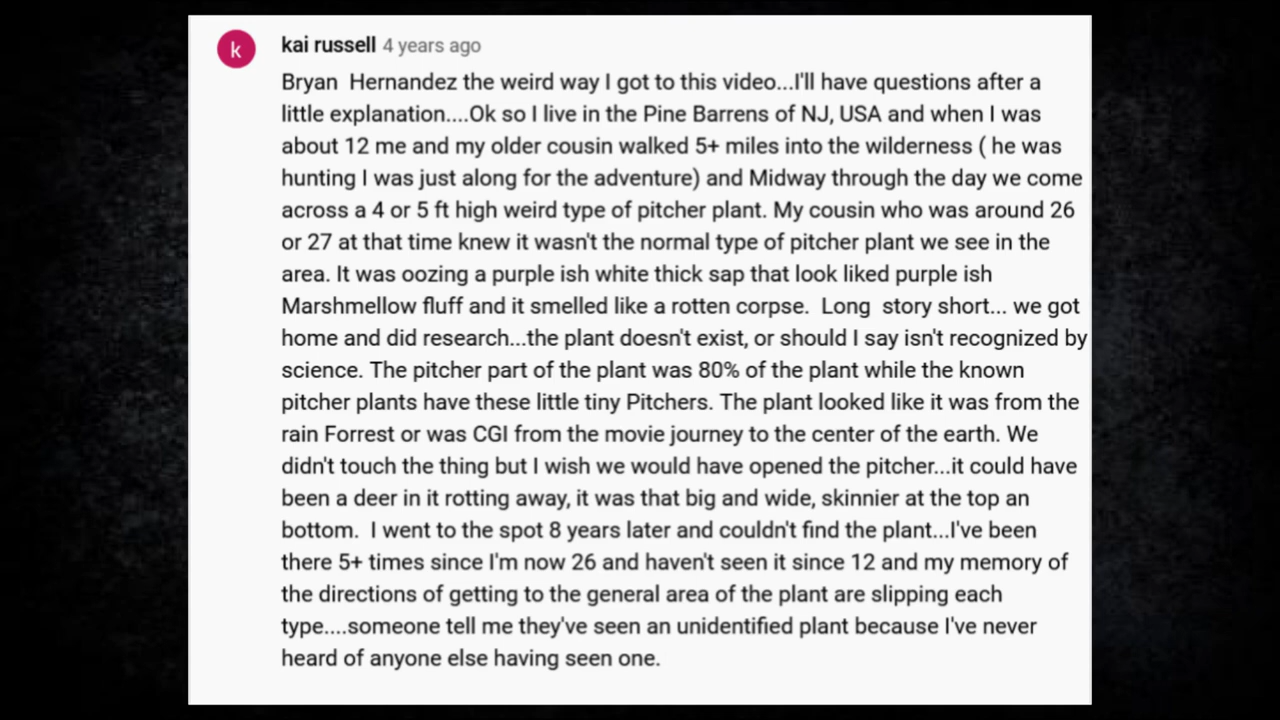 k
kai russell 4 years ago
Bryan  Hernandez the weird way I got to this video...I'll have questions after a
little explanation....Ok so I live in the Pine Barrens of NJ, USA and when I was
about 12 me and my older cousin walked 5+ miles into the wilderness ( he was
hunting I was just along for the adventure) and Midway through the day we come
across a 4 or 5 ft high weird type of pitcher plant. My cousin who was around 26
or 27 at that time knew it wasn't the normal type of pitcher plant we see in the
area. It was oozing a purple ish white thick sap that look liked purple ish
Marshmellow fluff and it smelled like a rotten corpse.  Long  story short... we got
home and did research...the plant doesn't exist, or should I say isn't recognized by
science. The pitcher part of the plant was 80% of the plant while the known
pitcher plants have these little tiny Pitchers. The plant looked like it was from the
rain Forrest or was CGI from the movie journey to the center of the earth. We
didn't touch the thing but I wish we would have opened the pitcher...it could have
been a deer in it rotting away, it was that big and wide, skinnier at the top an
bottom.  I went to the spot 8 years later and couldn't find the plant...I've been
there 5+ times since I'm now 26 and haven't seen it since 12 and my memory of
the directions of getting to the general area of the plant are slipping each
type....someone tell me they've seen an unidentified plant because I've never
heard of anyone else having seen one.